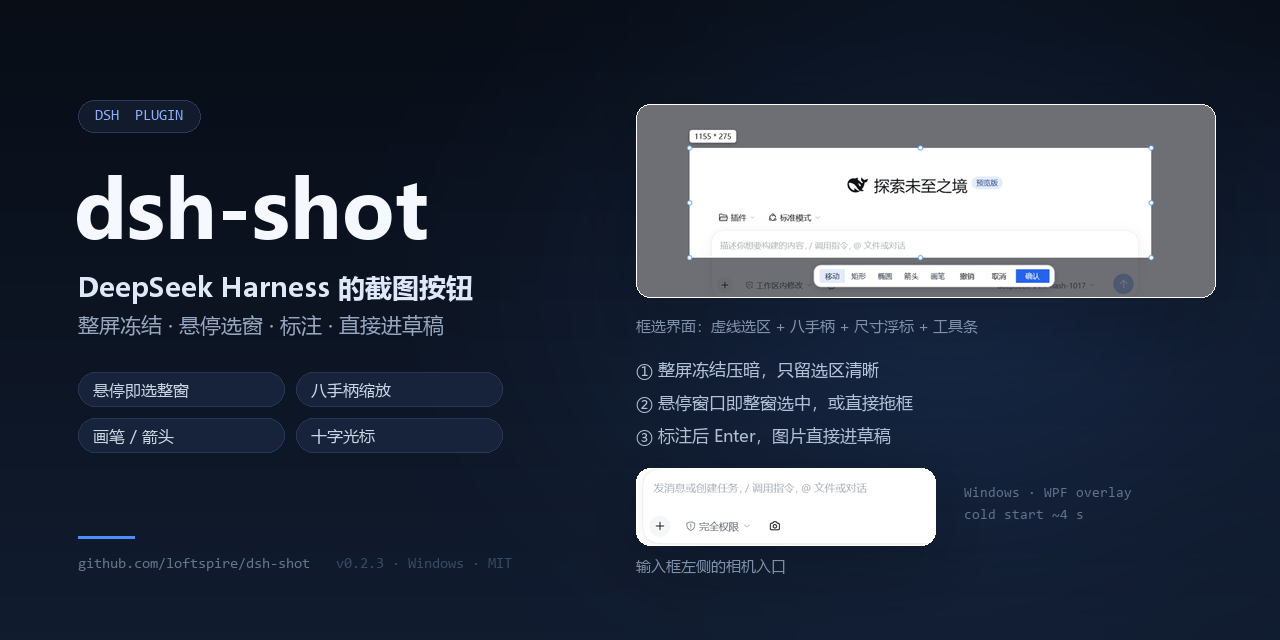 DSH PLUGIN
dsh-shot
DeepSeek Harness 的截图按钮
整屏冻结 · 悬停选窗 · 标注 · 直接进草稿
悬停即选整窗
八手柄缩放
画笔 / 箭头
十字光标
github.com/loftspire/dsh-shot
v0.2.3 · Windows · MIT
1155 * 275
探索未至之境 预览版
插件 标准模式
描述你想要构建的内容, / 调用指令, @ 文件或对话
移动 矩形 椭圆 箭头 画笔 撤销 取消 确认
工作区内修改
框选界面：虚线选区 + 八手柄 + 尺寸浮标 + 工具条
① 整屏冻结压暗，只留选区清晰
② 悬停窗口即整窗选中，或直接拖框
③ 标注后 Enter，图片直接进草稿
发消息或创建任务, / 调用指令, @ 文件或对话
完全权限
Windows · WPF overlay
cold start ~4 s
输入框左侧的相机入口